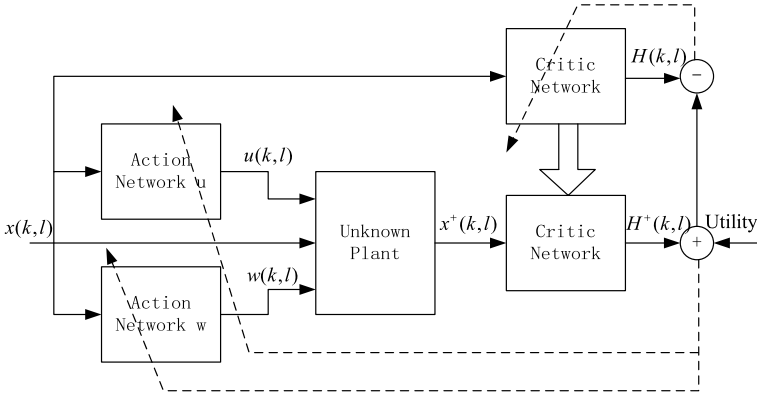 Critic
Network
H(k,l)
−
Action
Network u
u(k,l)
x(k,l)
Unknown
Plant
x⁺(k,l)
Critic
Network
H⁺(k,l)
+
Utility
w(k,l)
Action
Network w